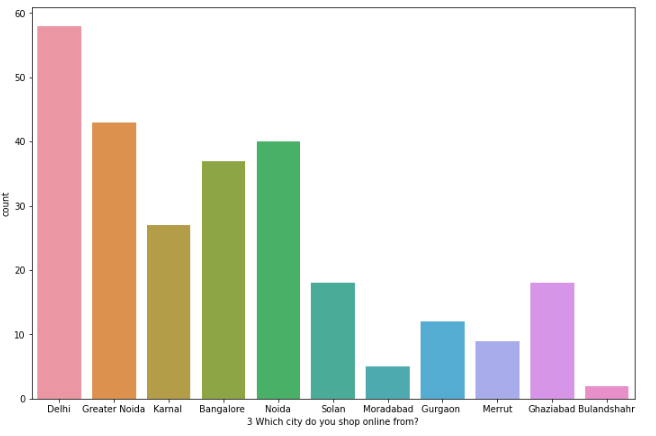 60
50
40
30
20
10
0
count
Delhi Greater Noida Karnal Bangalore Noida Solan Moradabad Gurgaon Merrut Ghaziabad Bulandshahr
3 Which city do you shop online from?